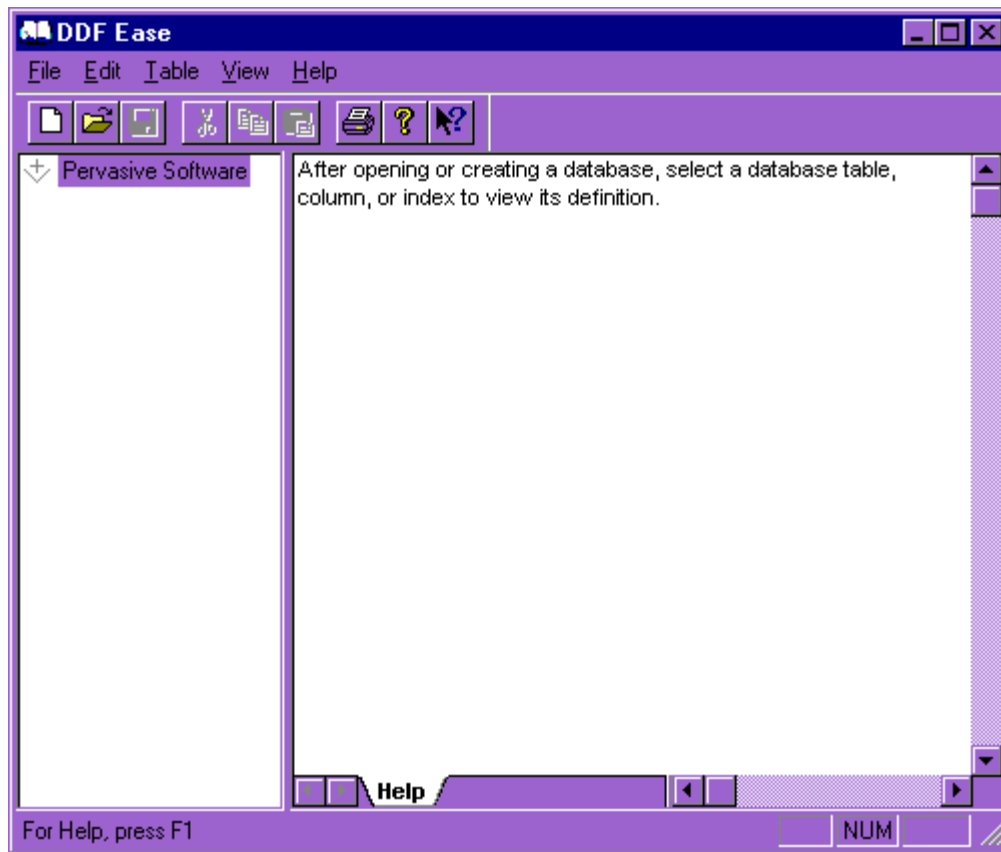 DDF Ease
File Edit Table View Help
Pervasive Software
After opening or creating a database, select a database table,
column, or index to view its definition.
Help
For Help, press F1
NUM